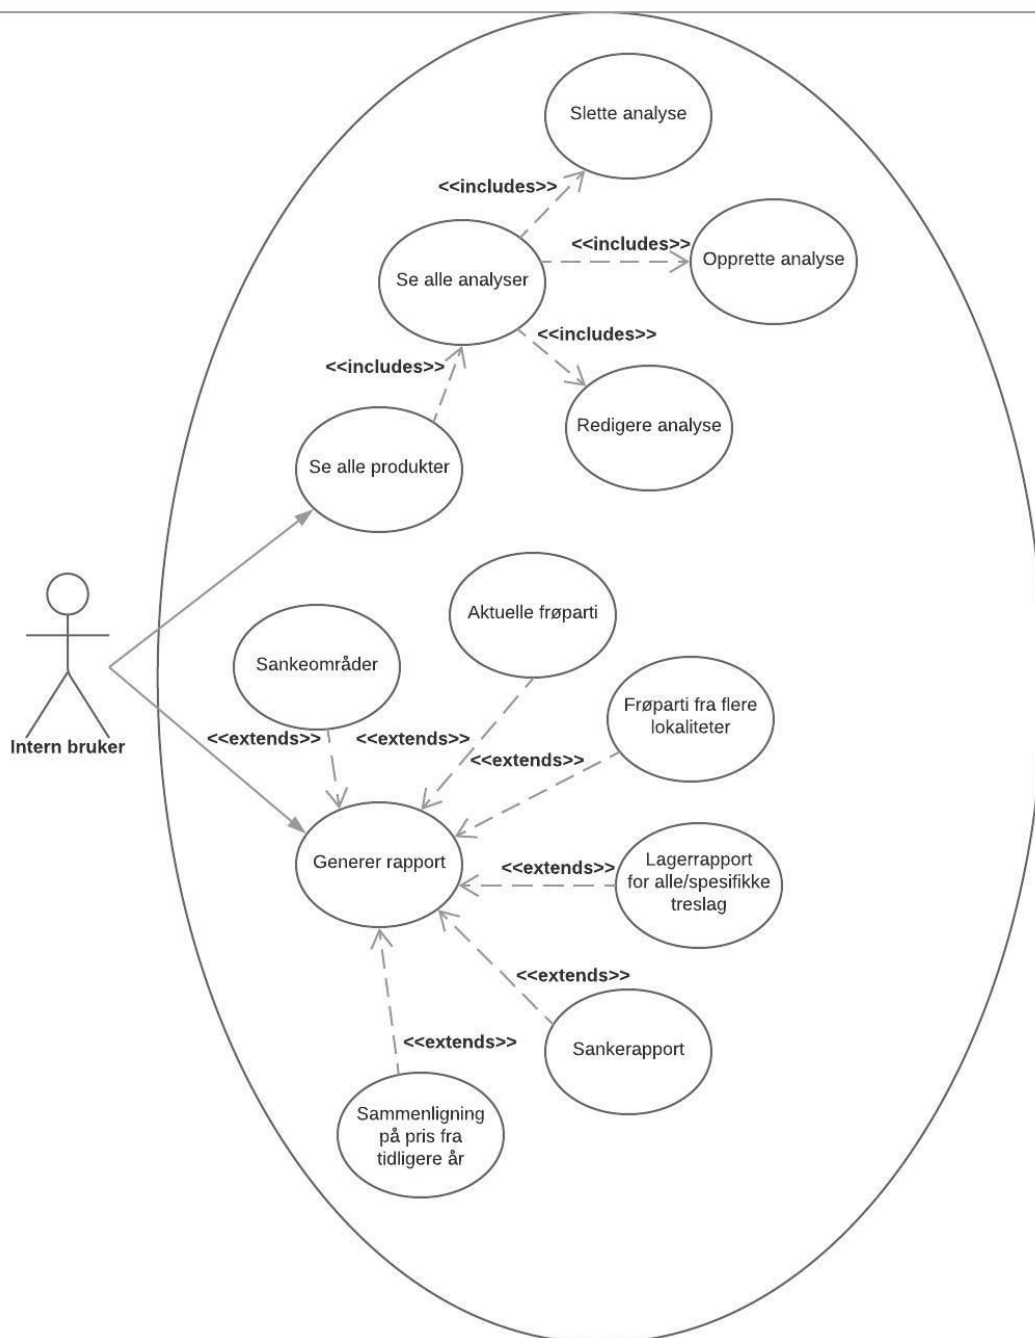 Slette analyse
<<includes>>
<<includes>>
Opprette analyse
Se alle analyser
<<includes>>
<<includes>>
Redigere analyse
Se alle produkter
Aktuelle frøparti
Sankeområder
Frøparti fra flere
lokaliteter
Intern bruker
<<extends>>
<<extends>>
<<extends>>
Generer rapport
<<extends>>
Lagerrapport
for alle/spesifikke
treslag
<<extends>>
<<extends>>
Sankerapport
Sammenligning
på pris fra
tidligere år